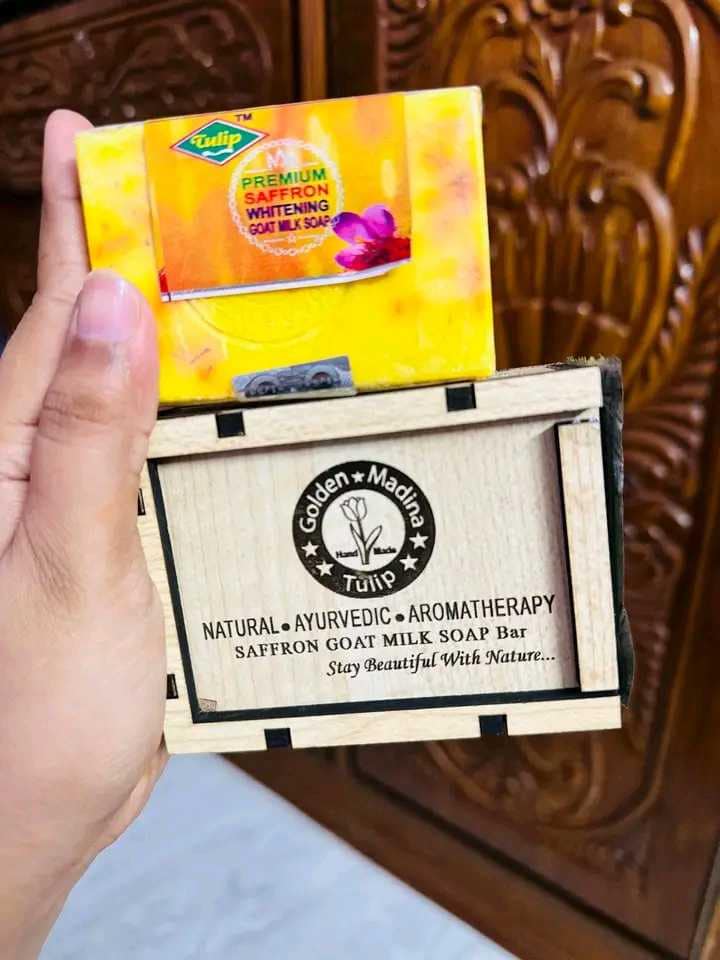 TM
Tulip
PREMIUM
SAFFRON
WHITENING
GOAT MILK SOAP
Golden ★ Madina
Hand Made
Tulip
NATURAL • AYURVEDIC • AROMATHERAPY
SAFFRON GOAT MILK SOAP Bar
Stay Beautiful With Nature...